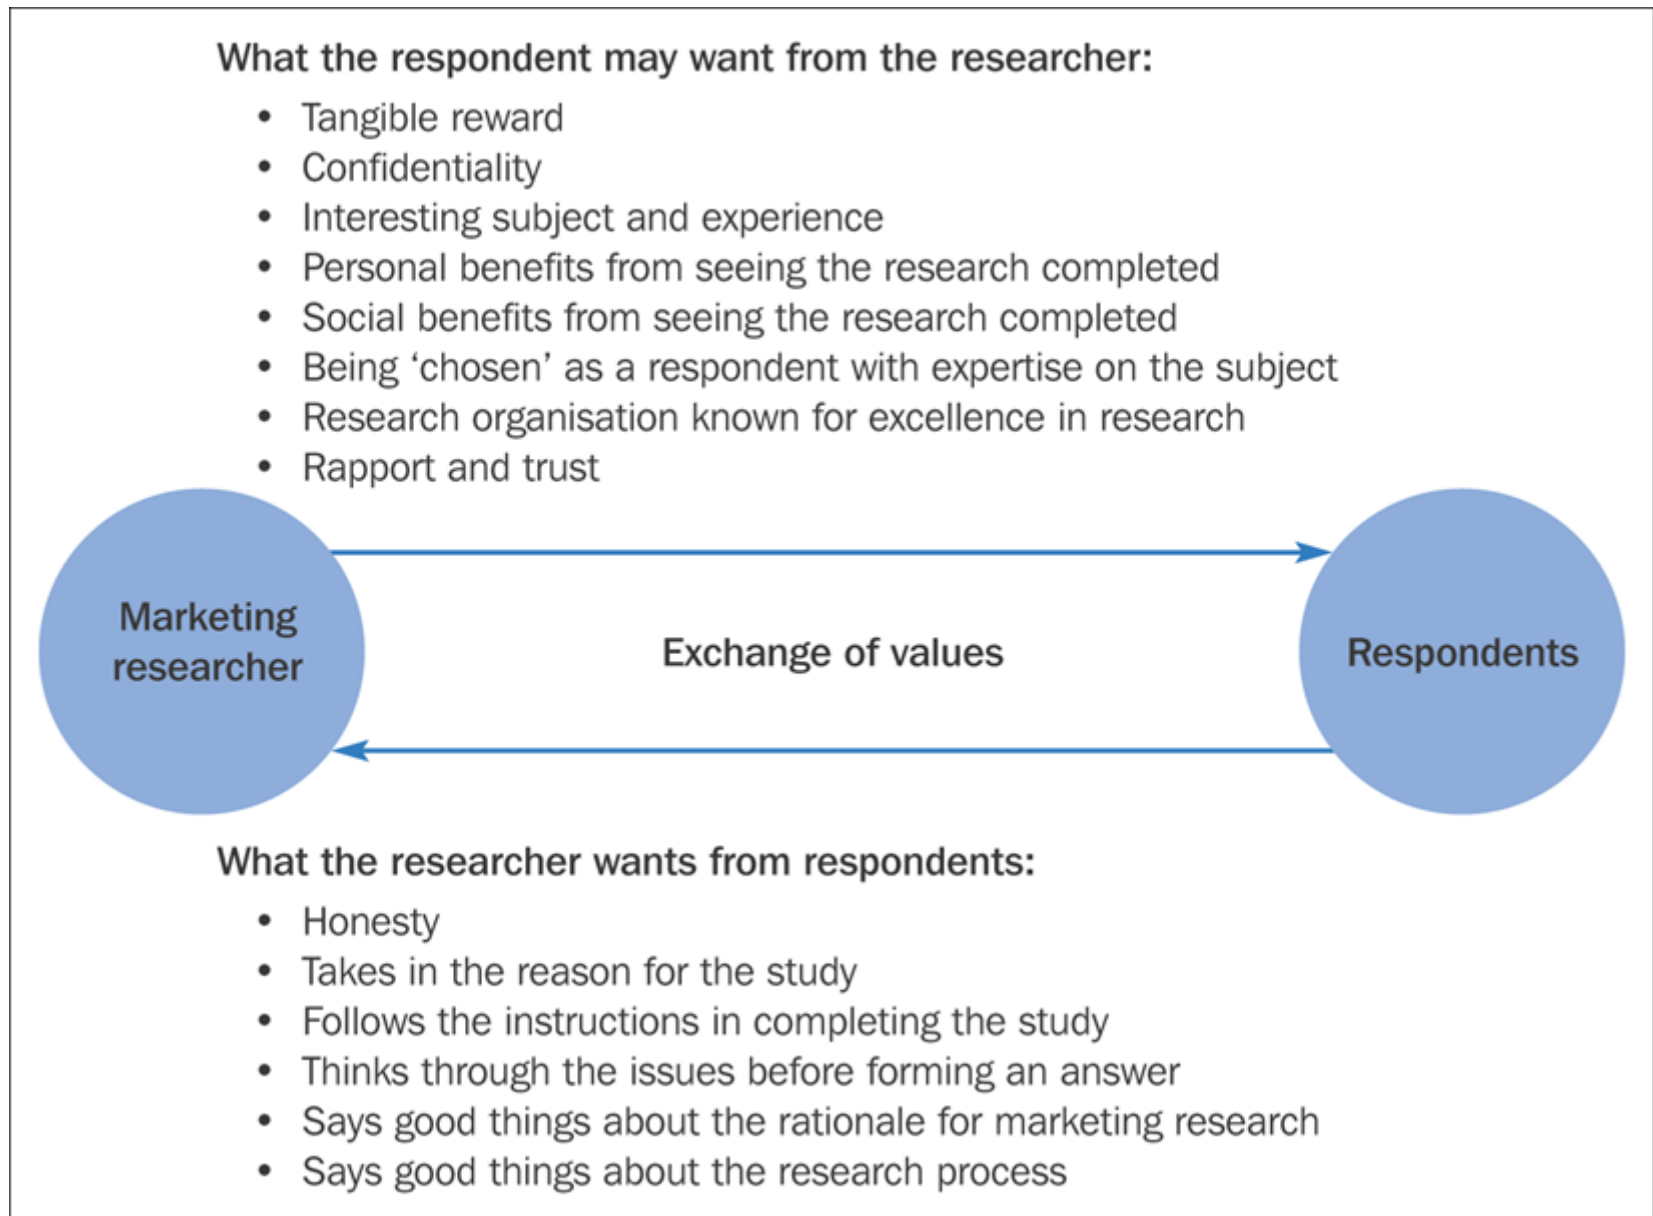 What the respondent may want from the researcher:
• Tangible reward
• Confidentiality
• Interesting subject and experience
• Personal benefits from seeing the research completed
• Social benefits from seeing the research completed
• Being ‘chosen’ as a respondent with expertise on the subject
• Research organisation known for excellence in research
• Rapport and trust
Marketing
researcher
Exchange of values
Respondents
What the researcher wants from respondents:
• Honesty
• Takes in the reason for the study
• Follows the instructions in completing the study
• Thinks through the issues before forming an answer
• Says good things about the rationale for marketing research
• Says good things about the research process